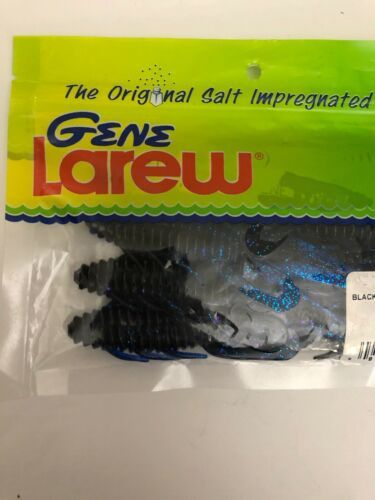 The Original Salt Impregnated
GENE
Larew®
BLACK